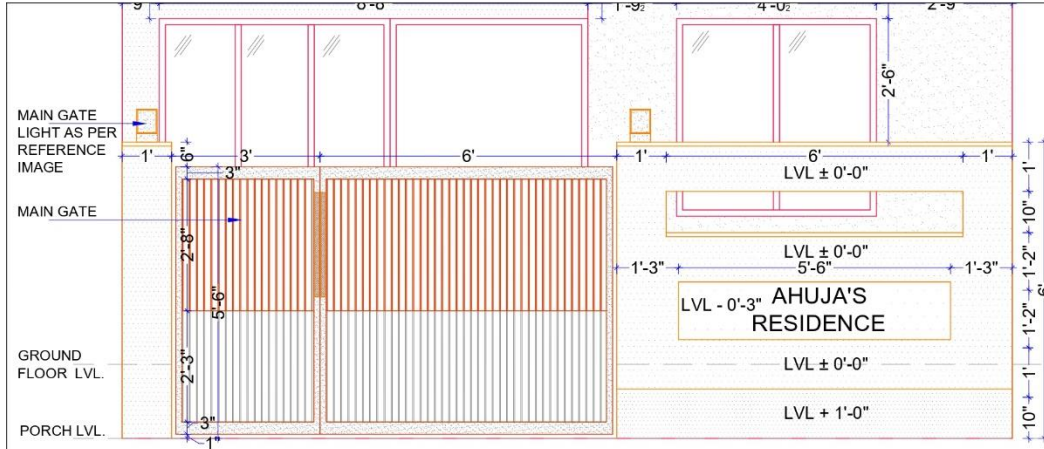 9"
8'-8"
1'-9½"
4'-0½"
2'-9"
2'-6"
MAIN GATE
LIGHT AS PER
REFERENCE
IMAGE
1'
3'
6'
1'
6'
1'
6"
3"
LVL ± 0'-0"
1'
MAIN GATE
10"
2'-8"
LVL ± 0'-0"
1'-2"
1'-3"
5'-6"
1'-3"
6'
5'-6"
LVL - 0'-3"
AHUJA'S
RESIDENCE
1'-2"
GROUND
FLOOR LVL.
LVL ± 0'-0"
2'-3"
1'
LVL + 1'-0"
10"
3"
PORCH LVL.
1"